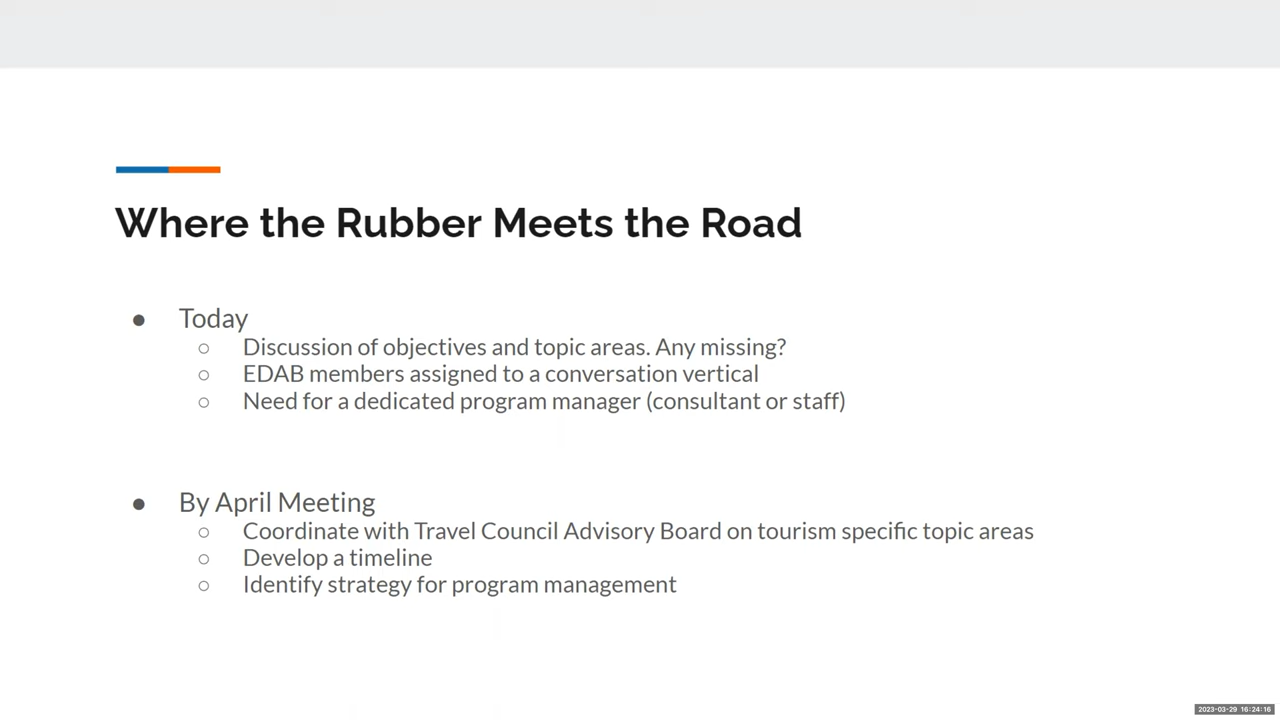 Where the Rubber Meets the Road
● Today
○ Discussion of objectives and topic areas. Any missing?
○ EDAB members assigned to a conversation vertical
○ Need for a dedicated program manager (consultant or staff)
● By April Meeting
○ Coordinate with Travel Council Advisory Board on tourism specific topic areas
○ Develop a timeline
○ Identify strategy for program management
2023-03-29 16:24:16